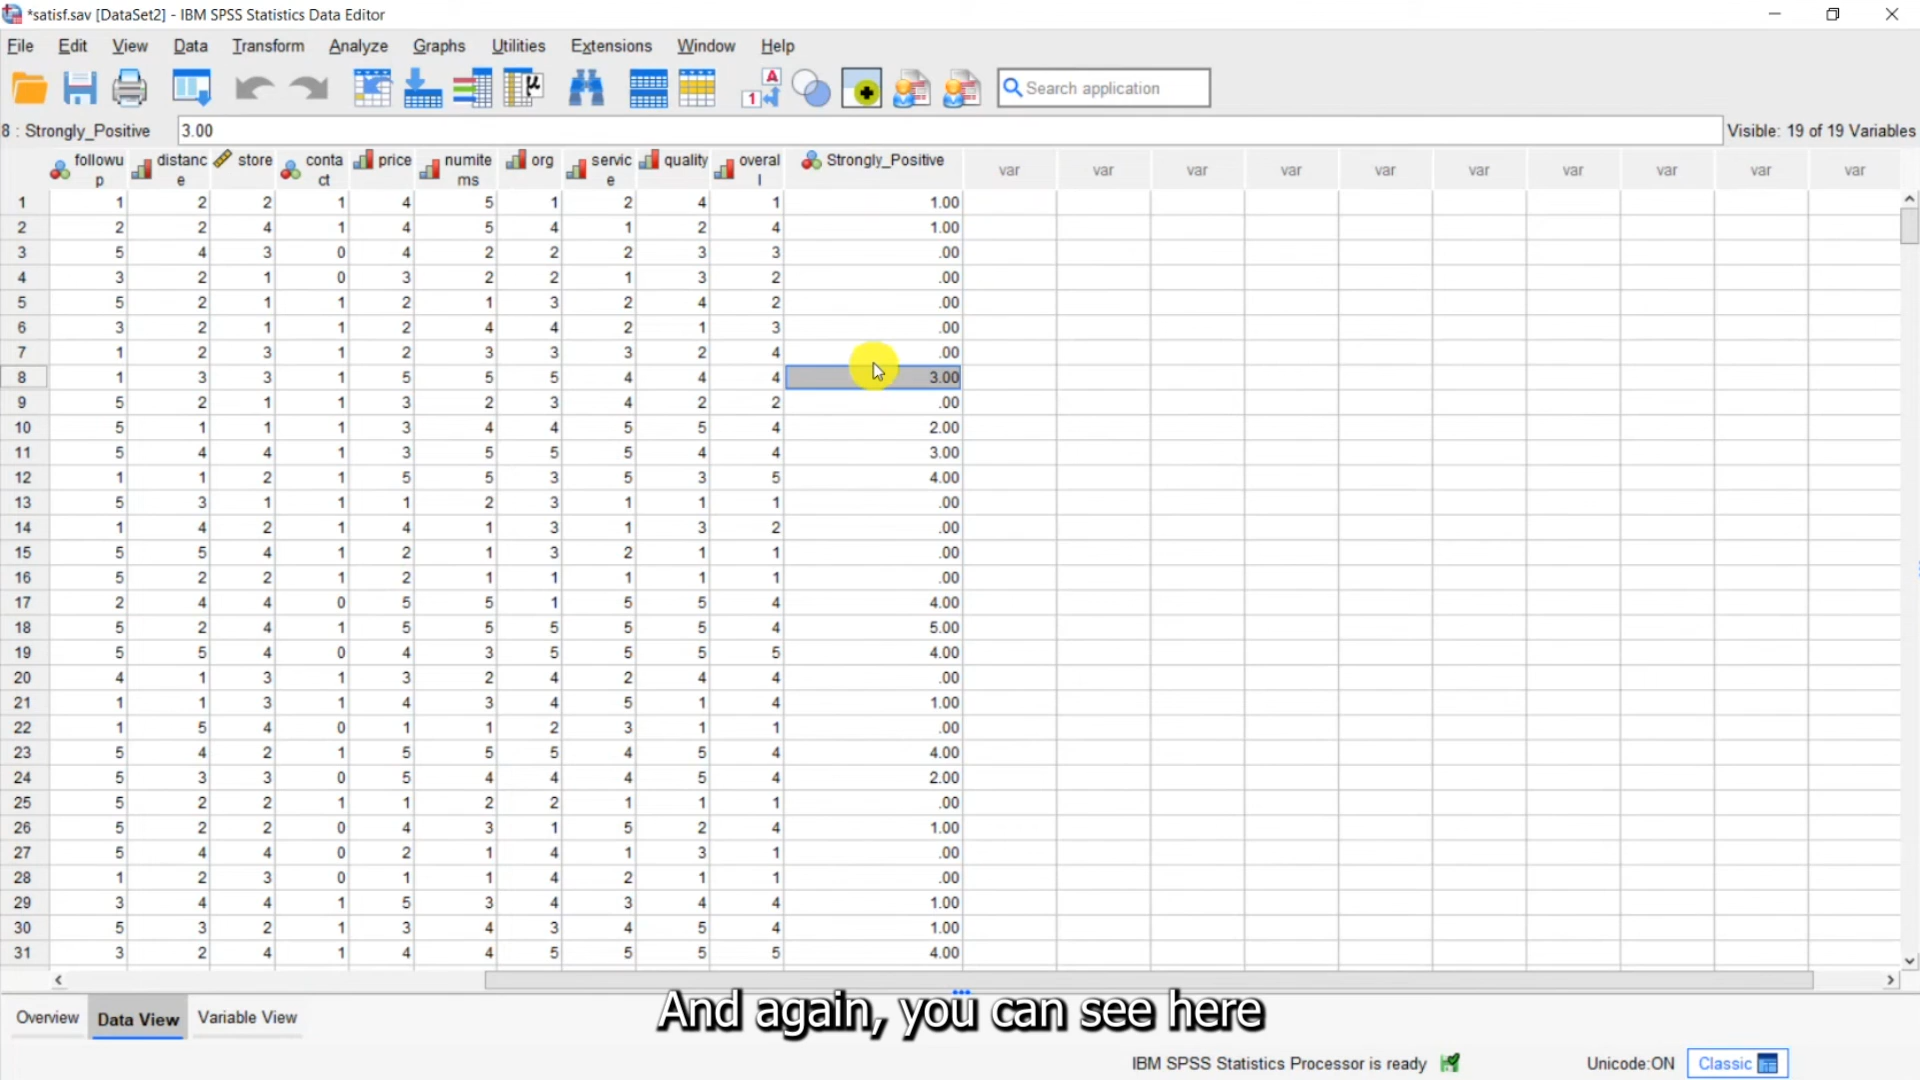 *satisf.sav [DataSet2] - IBM SPSS Statistics Data Editor
File Edit View Data Transform Analyze Graphs Utilities Extensions Window Help
Search application
8 : Strongly_Positive 3.00 Visible: 19 of 19 Variables
followup distance store contact price numitems org service quality overall Strongly_Positive var var var var var var var var var var
1 1 2 2 1 4 5 1 2 4 1 1.00
2 2 2 4 1 4 5 4 1 2 4 1.00
3 5 4 3 0 4 2 2 2 3 3 .00
4 3 2 1 0 3 2 2 1 3 2 .00
5 5 2 1 1 2 1 3 2 4 2 .00
6 3 2 1 1 2 4 4 2 1 3 .00
7 1 2 3 1 2 3 3 3 2 4 .00
8 1 3 3 1 5 5 5 4 4 4 3.00
9 5 2 1 1 3 2 3 4 2 2 .00
10 5 1 1 1 3 4 4 5 5 4 2.00
11 5 4 4 1 3 5 5 5 4 4 3.00
12 1 1 2 1 5 5 3 5 3 5 4.00
13 5 3 1 1 1 2 3 1 1 1 .00
14 1 4 2 1 4 1 3 1 3 2 .00
15 5 5 4 1 2 1 3 2 1 1 .00
16 5 2 2 1 2 1 1 1 1 1 .00
17 2 4 4 0 5 5 1 5 5 4 4.00
18 5 2 4 1 5 5 5 5 5 4 5.00
19 5 5 4 0 4 3 5 5 5 5 4.00
20 4 1 3 1 3 2 4 2 4 4 .00
21 1 1 3 1 4 3 4 5 1 4 1.00
22 1 5 4 0 1 1 2 3 1 1 .00
23 5 4 2 1 5 5 5 4 5 4 4.00
24 5 3 3 0 5 4 4 4 5 4 2.00
25 5 2 2 1 1 2 2 1 1 1 .00
26 5 2 2 0 4 3 1 5 2 4 1.00
27 5 4 4 0 2 1 4 1 3 1 .00
28 1 2 3 0 1 1 4 2 1 1 .00
29 3 4 4 1 5 3 4 3 4 4 1.00
30 5 3 2 1 3 4 3 4 5 4 1.00
31 3 2 4 1 4 4 5 5 5 5 4.00
Overview Data View Variable View
And again, you can see here
IBM SPSS Statistics Processor is ready Unicode:ON Classic